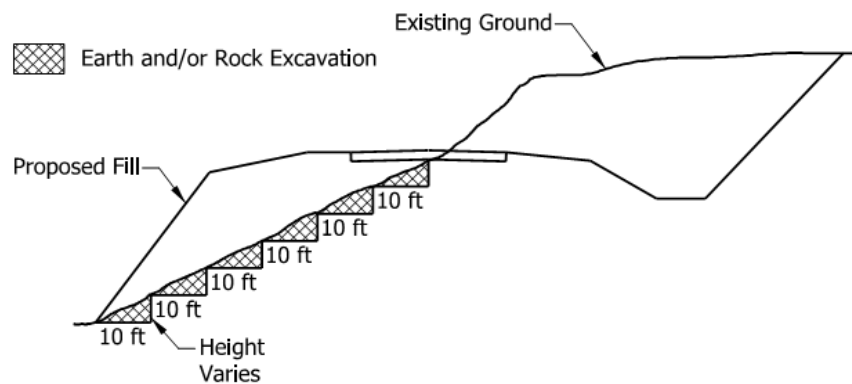 Existing Ground
Earth and/or Rock Excavation
Proposed Fill
10 ft
10 ft
10 ft
10 ft
10 ft
10 ft
Height
Varies